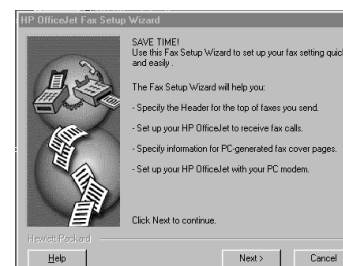 HP OfficeJet Fax Setup Wizard
SAVE TIME!
Use this Fax Setup Wizard to set up your fax setting quic
and easily .
The Fax Setup Wizard will help you:
- Specify the Header for the top of faxes you send.
- Set up your HP OfficeJet to receive fax calls.
- Specify information for PC-generated fax cover pages.
- Set up your HP OfficeJet with your PC modem.
Click Next to continue.
Hewlett-Packard
Help
Next >
Cancel